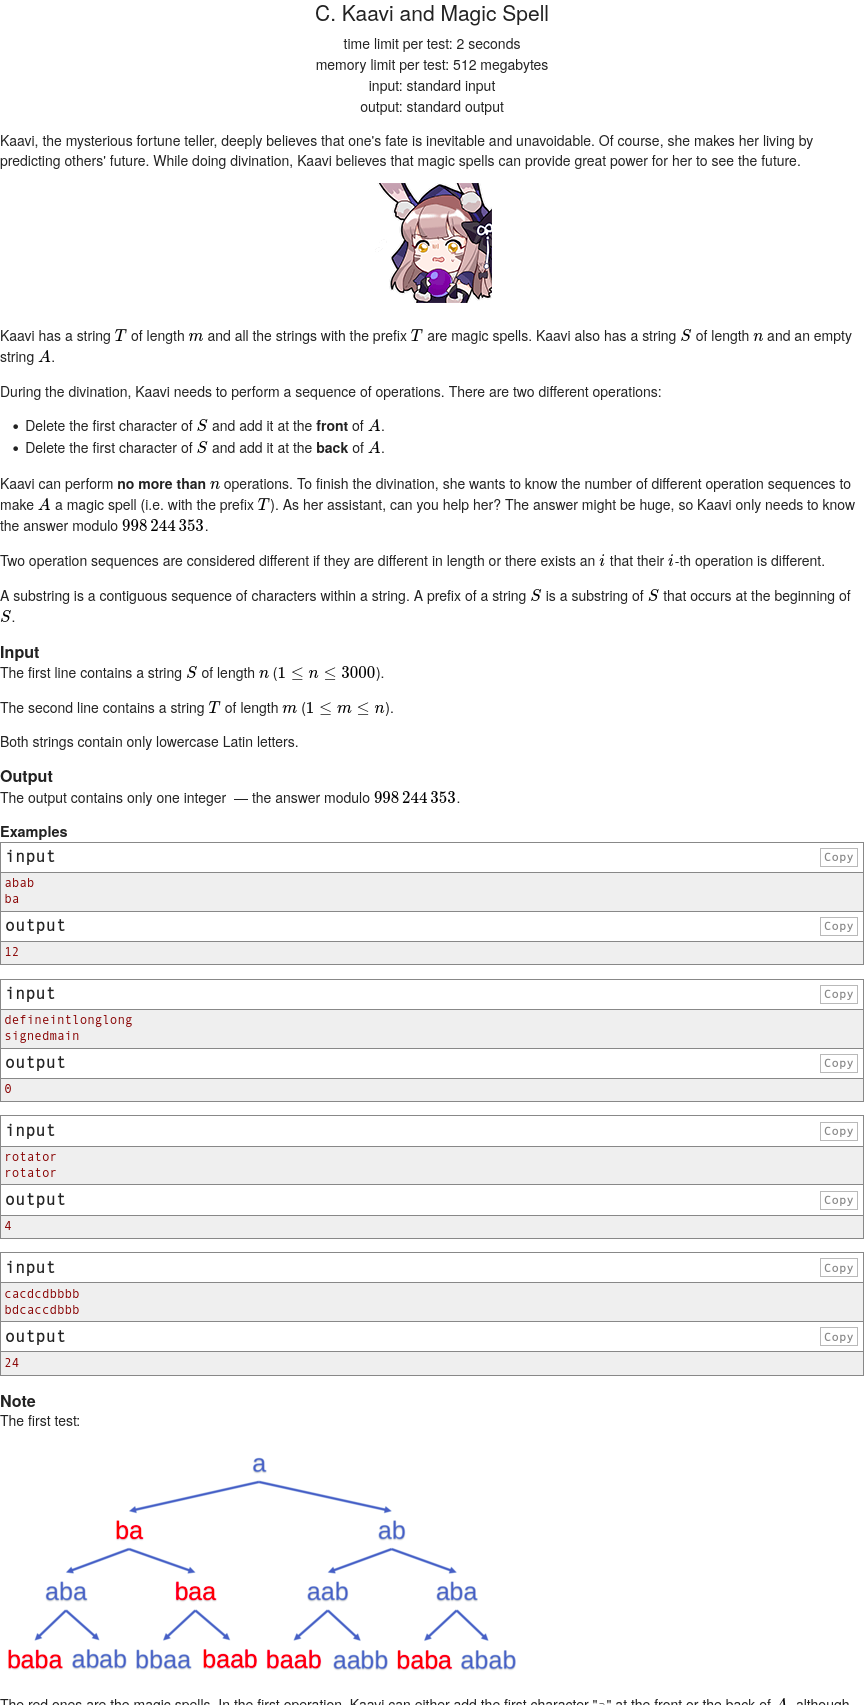 C. Kaavi and Magic Spell
time limit per test: 2 seconds
memory limit per test: 512 megabytes
input: standard input
output: standard output
Kaavi, the mysterious fortune teller, deeply believes that one's fate is inevitable and unavoidable. Of course, she makes her living by
predicting others' future. While doing divination, Kaavi believes that magic spells can provide great power for her to see the future.
Kaavi has a string T of length m and all the strings with the prefix T are magic spells. Kaavi also has a string S of length n and an empty
string A.
During the divination, Kaavi needs to perform a sequence of operations. There are two different operations:
• Delete the first character of S and add it at the front of A.
• Delete the first character of S and add it at the back of A.
Kaavi can perform no more than n operations. To finish the divination, she wants to know the number of different operation sequences to
make A a magic spell (i.e. with the prefix T). As her assistant, can you help her? The answer might be huge, so Kaavi only needs to know
the answer modulo 998 244 353.
Two operation sequences are considered different if they are different in length or there exists an i that their i-th operation is different.
A substring is a contiguous sequence of characters within a string. A prefix of a string S is a substring of S that occurs at the beginning of
S.
Input
The first line contains a string S of length n (1 ≤ n ≤ 3000).
The second line contains a string T of length m (1 ≤ m ≤ n).
Both strings contain only lowercase Latin letters.
Output
The output contains only one integer — the answer modulo 998 244 353.
Examples
input Copy
abab
ba
output Copy
12
input Copy
defineintlonglong
signedmain
output Copy
0
input Copy
rotator
rotator
output Copy
4
input Copy
cacdcdbbbb
bdcaccdbbb
output Copy
24
Note
The first test:
a
ba ab
aba baa aab aba
baba abab bbaa baab baab aabb baba abab
The red ones are the magic spells. In the first operation, Kaavi can either add the first character "a" at the front or the back of A, although